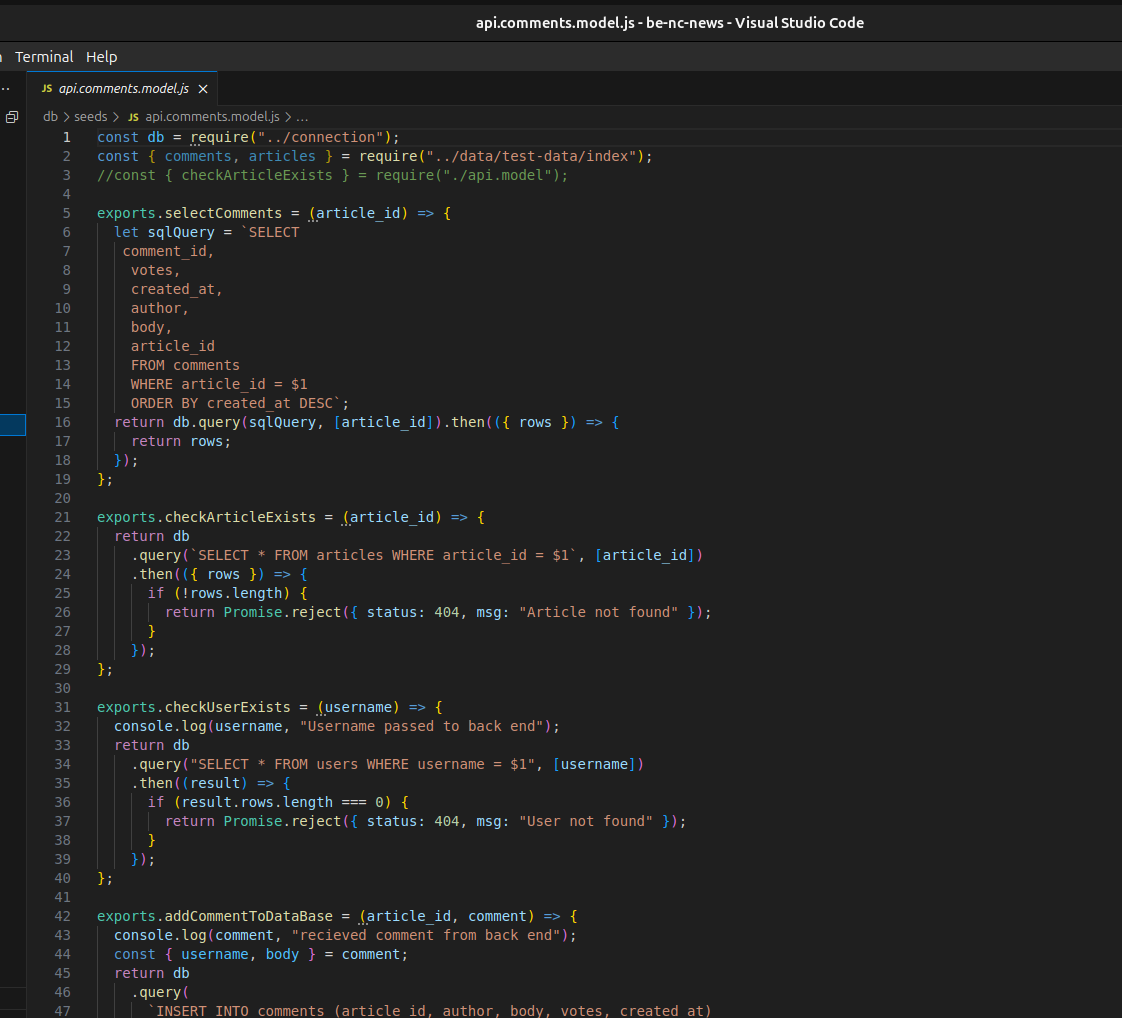 api.comments.model.js - be-nc-news - Visual Studio Code
Terminal Help
JS api.comments.model.js ×
db > seeds > JS api.comments.model.js > ...
1 const db = require("../connection");
2 const { comments, articles } = require("../data/test-data/index");
3 //const { checkArticleExists } = require("./api.model");
4
5 exports.selectComments = (article_id) => {
6 let sqlQuery = `SELECT
7 comment_id,
8 votes,
9 created_at,
10 author,
11 body,
12 article_id
13 FROM comments
14 WHERE article_id = $1
15 ORDER BY created_at DESC`;
16 return db.query(sqlQuery, [article_id]).then(({ rows }) => {
17 return rows;
18 });
19 };
20
21 exports.checkArticleExists = (article_id) => {
22 return db
23 .query(`SELECT * FROM articles WHERE article_id = $1`, [article_id])
24 .then(({ rows }) => {
25 if (!rows.length) {
26 return Promise.reject({ status: 404, msg: "Article not found" });
27 }
28 });
29 };
30
31 exports.checkUserExists = (username) => {
32 console.log(username, "Username passed to back end");
33 return db
34 .query("SELECT * FROM users WHERE username = $1", [username])
35 .then((result) => {
36 if (result.rows.length === 0) {
37 return Promise.reject({ status: 404, msg: "User not found" });
38 }
39 });
40 };
41
42 exports.addCommentToDataBase = (article_id, comment) => {
43 console.log(comment, "recieved comment from back end");
44 const { username, body } = comment;
45 return db
46 .query(
47 `INSERT INTO comments (article_id, author, body, votes, created_at)